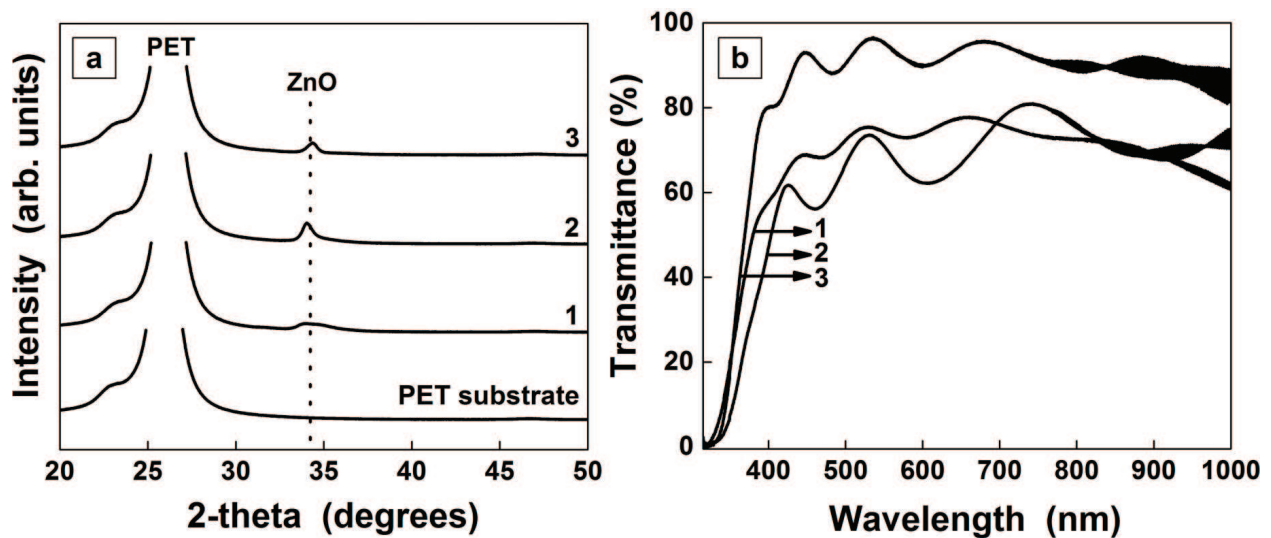 a
PET
ZnO
3
2
1
PET substrate
Intensity (arb. units)
20 25 30 35 40 45 50
2-theta (degrees)
b
100
80
60
40
20
0
1
2
3
Transmittance (%)
400 500 600 700 800 900 1000
Wavelength (nm)